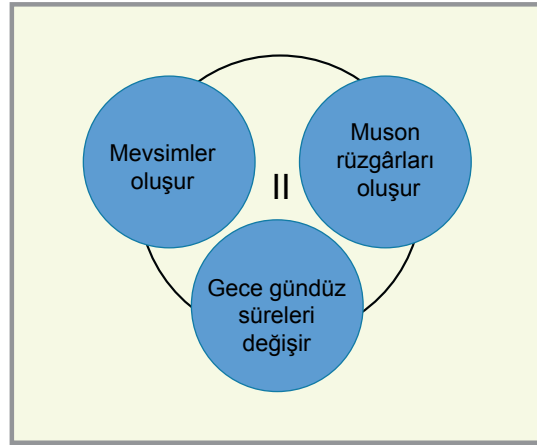 Mevsimler
oluşur
Muson
rüzgârları
oluşur
II
Gece gündüz
süreleri
değişir